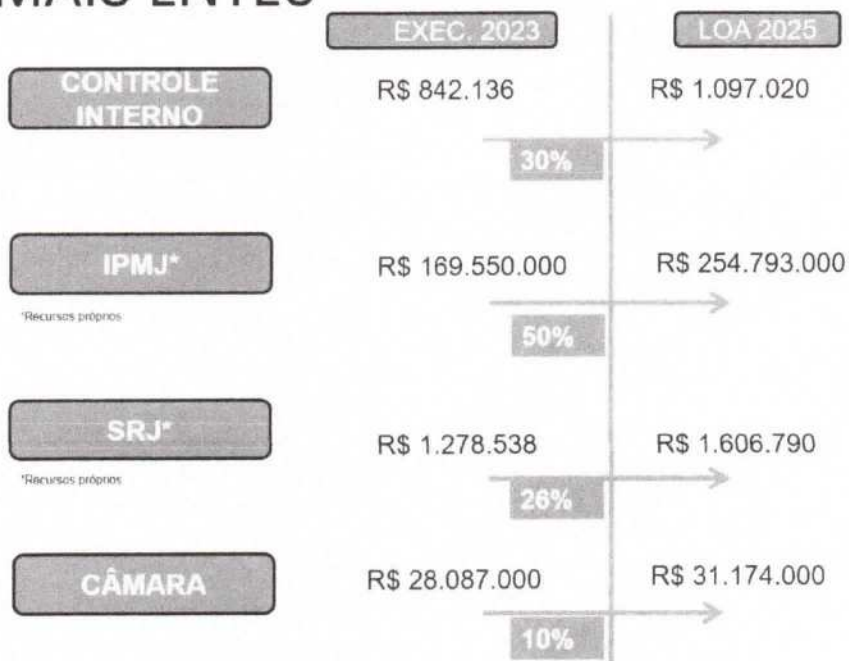 MAIS ENTES
EXEC. 2023
LOA 2025
CONTROLE
INTERNO
R$ 842.136
R$ 1.097.020
30%
IPMJ*
R$ 169.550.000
R$ 254.793.000
*Recursos próprios
50%
SRJ*
R$ 1.278.538
R$ 1.606.790
*Recursos próprios
26%
CÂMARA
R$ 28.087.000
R$ 31.174.000
10%